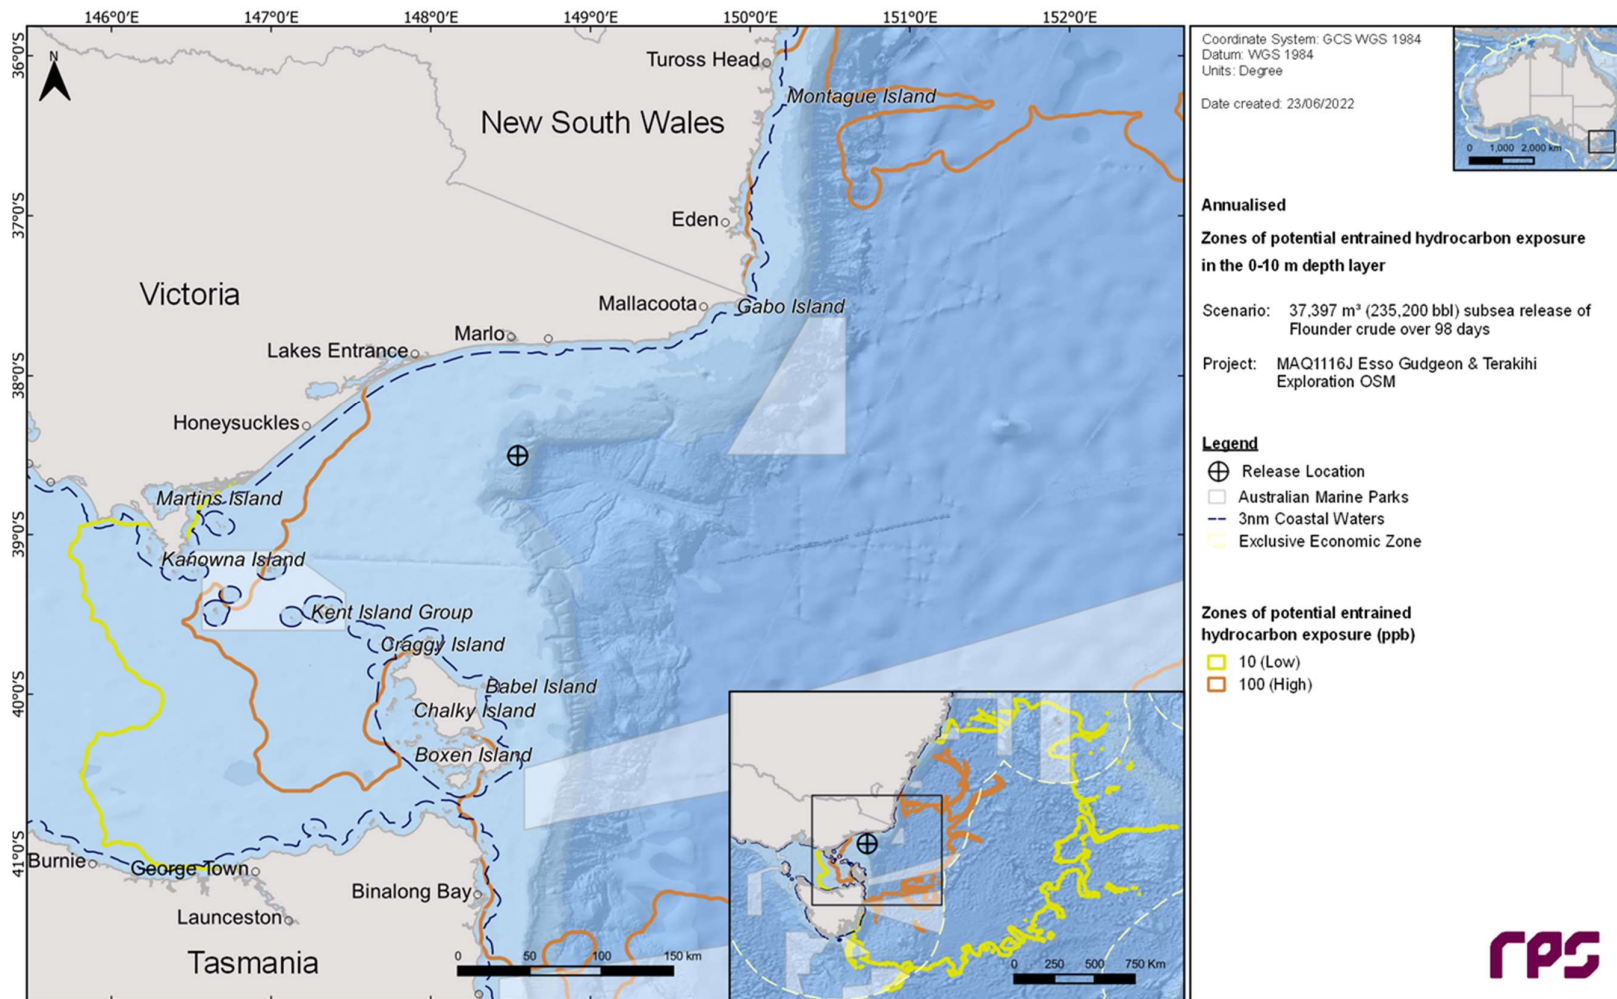 146°0'E 147°0'E 148°0'E 149°0'E 150°0'E 151°0'E 152°0'E
36°0'S
37°0'S
38°0'S
39°0'S
40°0'S
41°0'S
N
Tuross Head
Montague Island
New South Wales
Eden
Victoria
Mallacoota
Gabo Island
Marlo
Lakes Entrance
Honeysuckles
Martins Island
Kanowna Island
Kent Island Group
Craggy Island
Babel Island
Chalky Island
Boxen Island
Burnie
George Town
Binalong Bay
Launceston
Tasmania
0 50 100 150 km
0 250 500 750 Km
Coordinate System: GCS WGS 1984
Datum: WGS 1984
Units: Degree
Date created: 23/06/2022
0 1,000 2,000 km
Annualised
Zones of potential entrained hydrocarbon exposure
in the 0-10 m depth layer
Scenario: 37,397 m³ (235,200 bbl) subsea release of
Flounder crude over 98 days
Project: MAQ1116J Esso Gudgeon & Terakihi
Exploration OSM
Legend
Release Location
Australian Marine Parks
3nm Coastal Waters
Exclusive Economic Zone
Zones of potential entrained
hydrocarbon exposure (ppb)
10 (Low)
100 (High)
rps